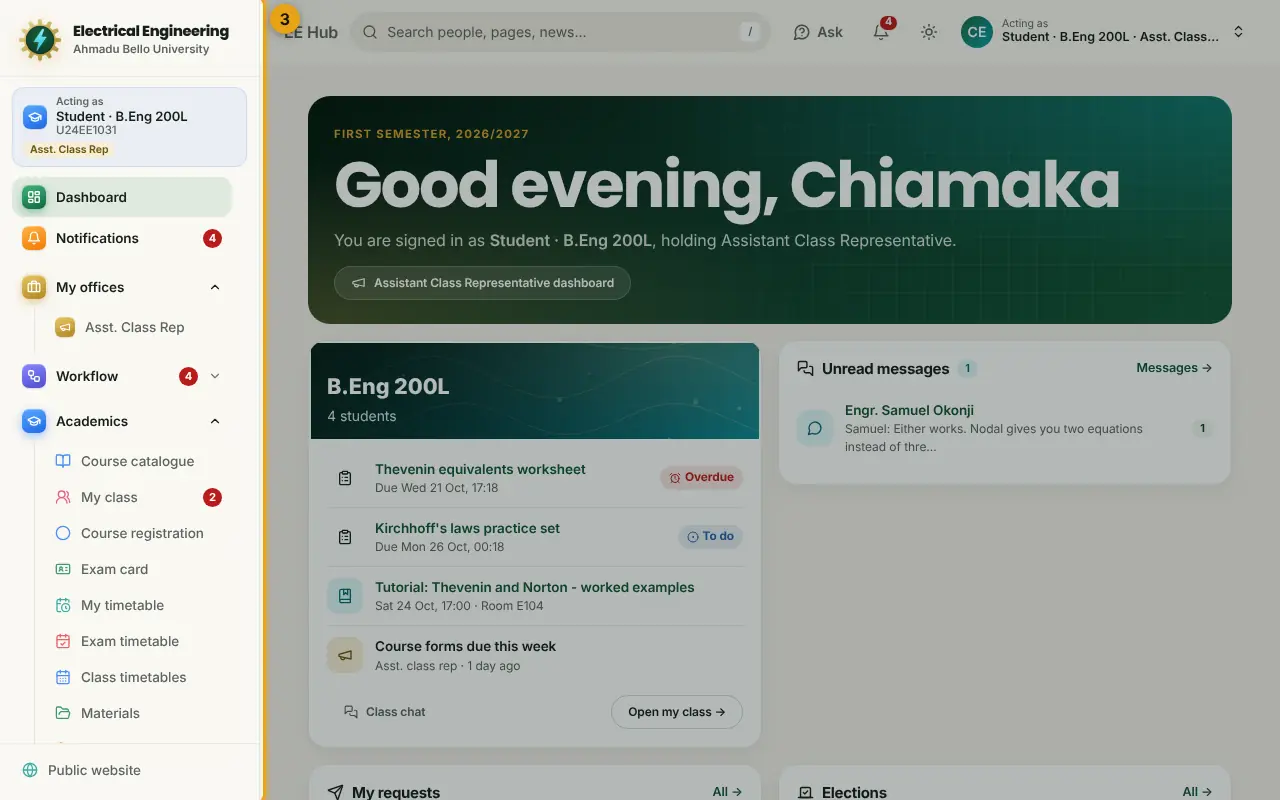 Electrical Engineering
Ahmadu Bello University
Acting as
Student · B.Eng 200L
U24EE1031
Asst. Class Rep
Dashboard
Notifications
4
My offices
Asst. Class Rep
Workflow
4
Academics
Course catalogue
My class
2
Course registration
Exam card
My timetable
Exam timetable
Class timetables
Materials
Public website
3
EE Hub
Search people, pages, news...
/
Ask
4
CE
Acting as
Student · B.Eng 200L · Asst. Class...
FIRST SEMESTER, 2026/2027
Good evening, Chiamaka
You are signed in as Student · B.Eng 200L, holding Assistant Class Representative.
Assistant Class Representative dashboard
B.Eng 200L
4 students
Thevenin equivalents worksheet
Due Wed 21 Oct, 17:18
Overdue
Kirchhoff's laws practice set
Due Mon 26 Oct, 00:18
To do
Tutorial: Thevenin and Norton - worked examples
Sat 24 Oct, 17:00 · Room E104
Course forms due this week
Asst. class rep · 1 day ago
Class chat
Open my class →
Unread messages
1
Messages →
Engr. Samuel Okonji
Samuel: Either works. Nodal gives you two equations
instead of thre...
1
My requests
All →
Elections
All →